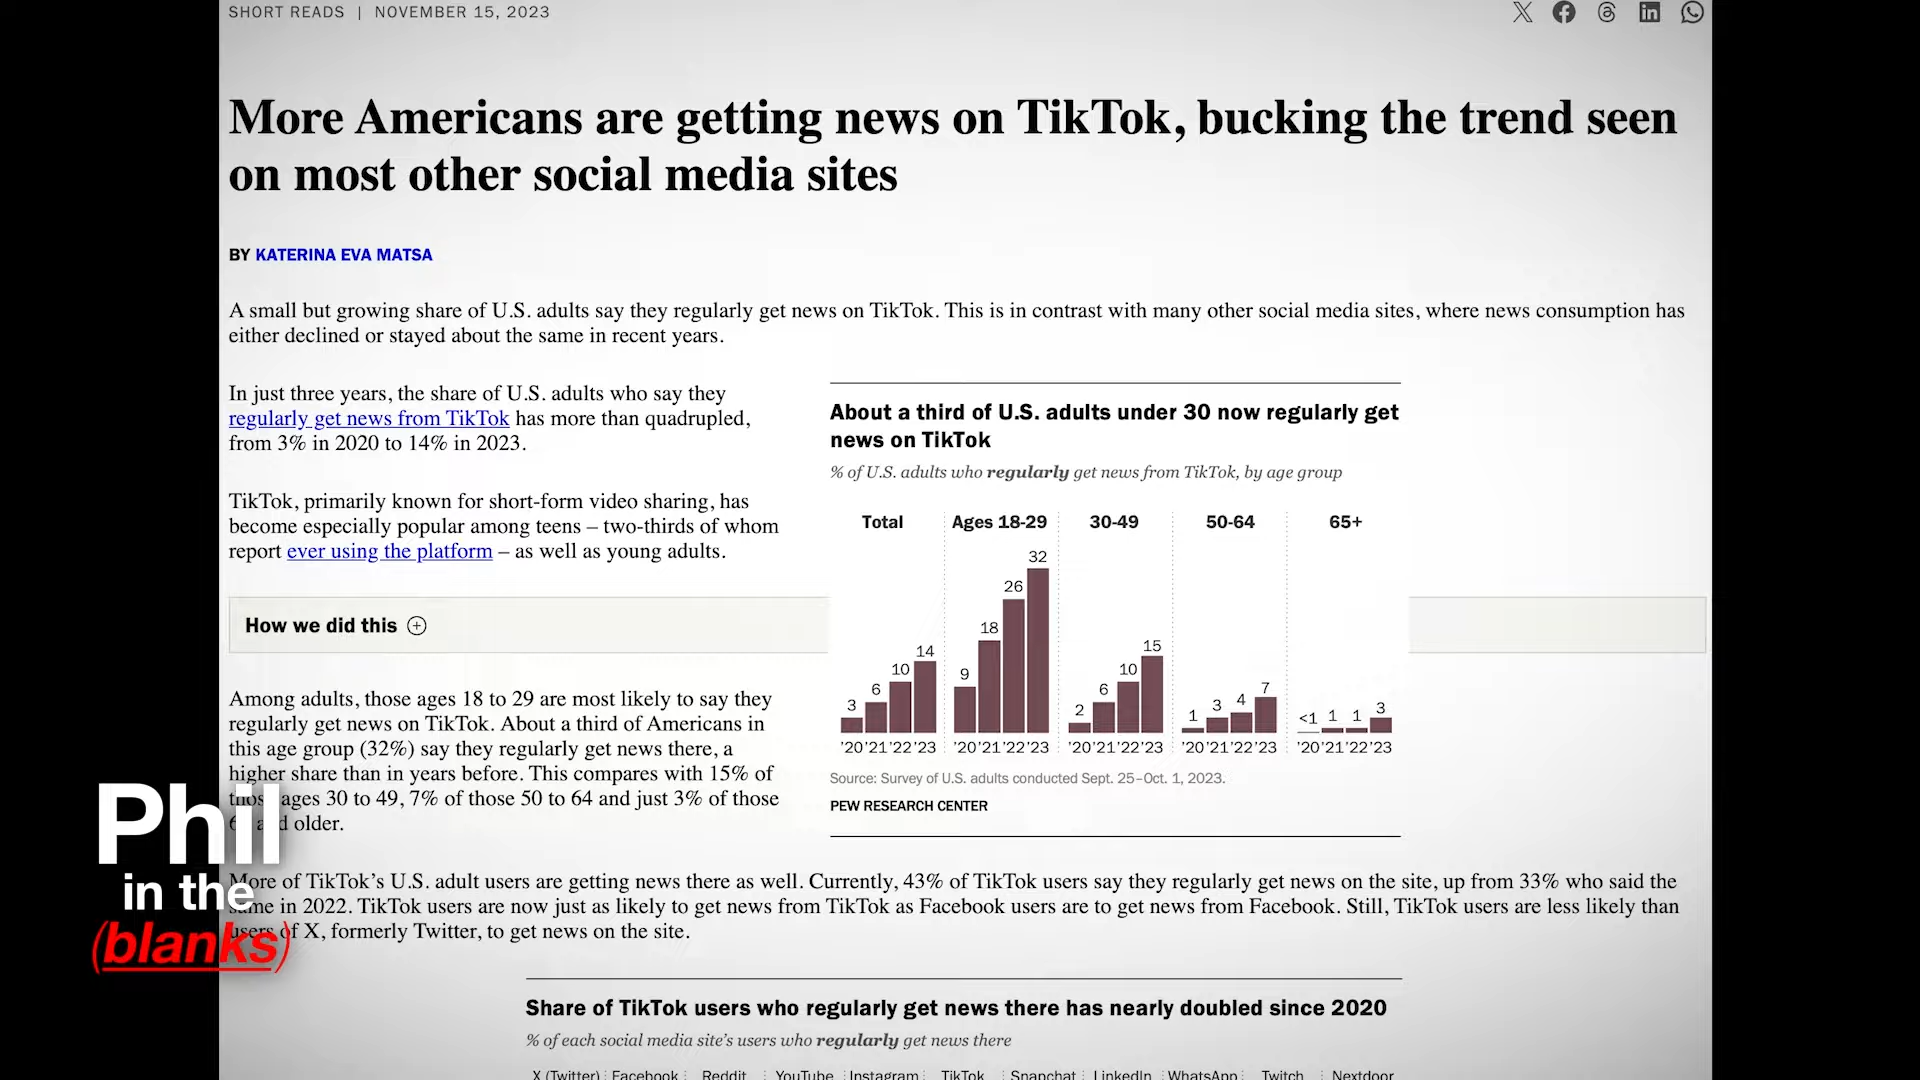 SHORT READS | NOVEMBER 15, 2023
More Americans are getting news on TikTok, bucking the trend seen
on most other social media sites
BY KATERINA EVA MATSA
A small but growing share of U.S. adults say they regularly get news on TikTok. This is in contrast with many other social media sites, where news consumption has
either declined or stayed about the same in recent years.
In just three years, the share of U.S. adults who say they
regularly get news from TikTok has more than quadrupled,
from 3% in 2020 to 14% in 2023.
TikTok, primarily known for short-form video sharing, has
become especially popular among teens – two-thirds of whom
report ever using the platform – as well as young adults.
How we did this
Among adults, those ages 18 to 29 are most likely to say they
regularly get news on TikTok. About a third of Americans in
this age group (32%) say they regularly get news there, a
higher share than in years before. This compares with 15% of
those ages 30 to 49, 7% of those 50 to 64 and just 3% of those
and older.
About a third of U.S. adults under 30 now regularly get
news on TikTok
% of U.S. adults who regularly get news from TikTok, by age group
Total Ages 18-29 30-49 50-64 65+
3 6 10 14 9 18 26 32 2 6 10 15 1 3 4 7 <1 1 1 3
'20 '21 '22 '23 '20 '21 '22 '23 '20 '21 '22 '23 '20 '21 '22 '23 '20 '21 '22 '23
Source: Survey of U.S. adults conducted Sept. 25–Oct. 1, 2023.
PEW RESEARCH CENTER
More of TikTok’s U.S. adult users are getting news there as well. Currently, 43% of TikTok users say they regularly get news on the site, up from 33% who said the
same in 2022. TikTok users are now just as likely to get news from TikTok as Facebook users are to get news from Facebook. Still, TikTok users are less likely than
users of X, formerly Twitter, to get news on the site.
Share of TikTok users who regularly get news there has nearly doubled since 2020
% of each social media site’s users who regularly get news there
X (Twitter) Facebook Reddit YouTube Instagram TikTok Snapchat LinkedIn WhatsApp Twitch Nextdoor
Phil
in the
(blanks)